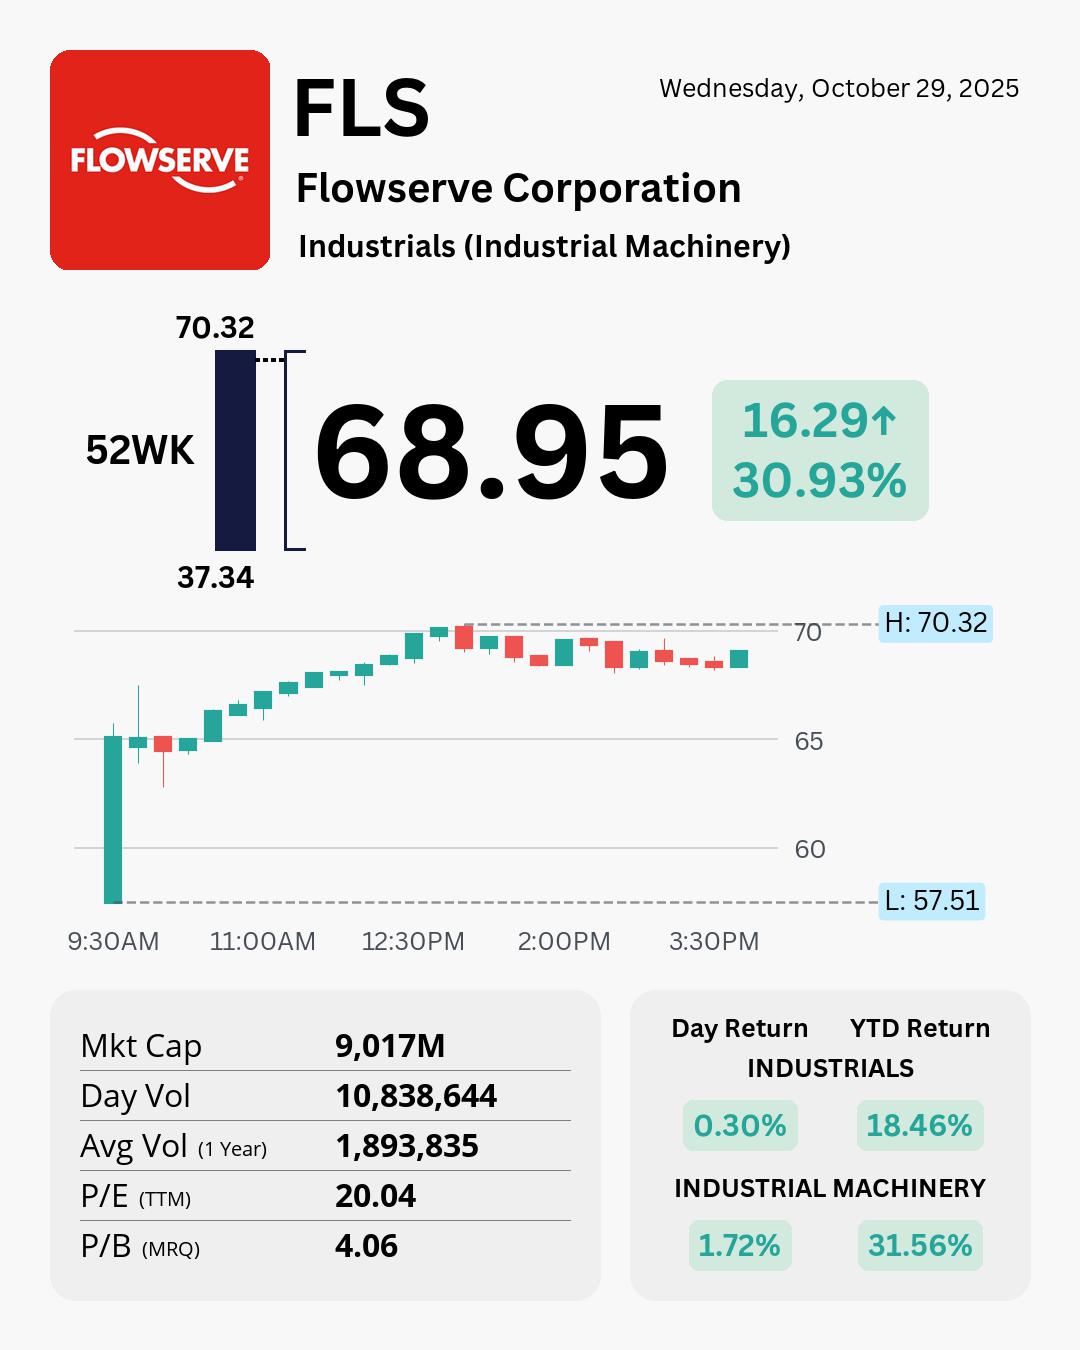 FLOWSERVE
FLS
Wednesday, October 29, 2025
Flowserve Corporation
Industrials (Industrial Machinery)
70.32
52WK
68.95
16.29↑
30.93%
37.34
H: 70.32
70
65
60
L: 57.51
9:30AM 11:00AM 12:30PM 2:00PM 3:30PM
Mkt Cap 9,017M
Day Vol 10,838,644
Avg Vol (1 Year) 1,893,835
P/E (TTM) 20.04
P/B (MRQ) 4.06
Day Return YTD Return
INDUSTRIALS
0.30% 18.46%
INDUSTRIAL MACHINERY
1.72% 31.56%